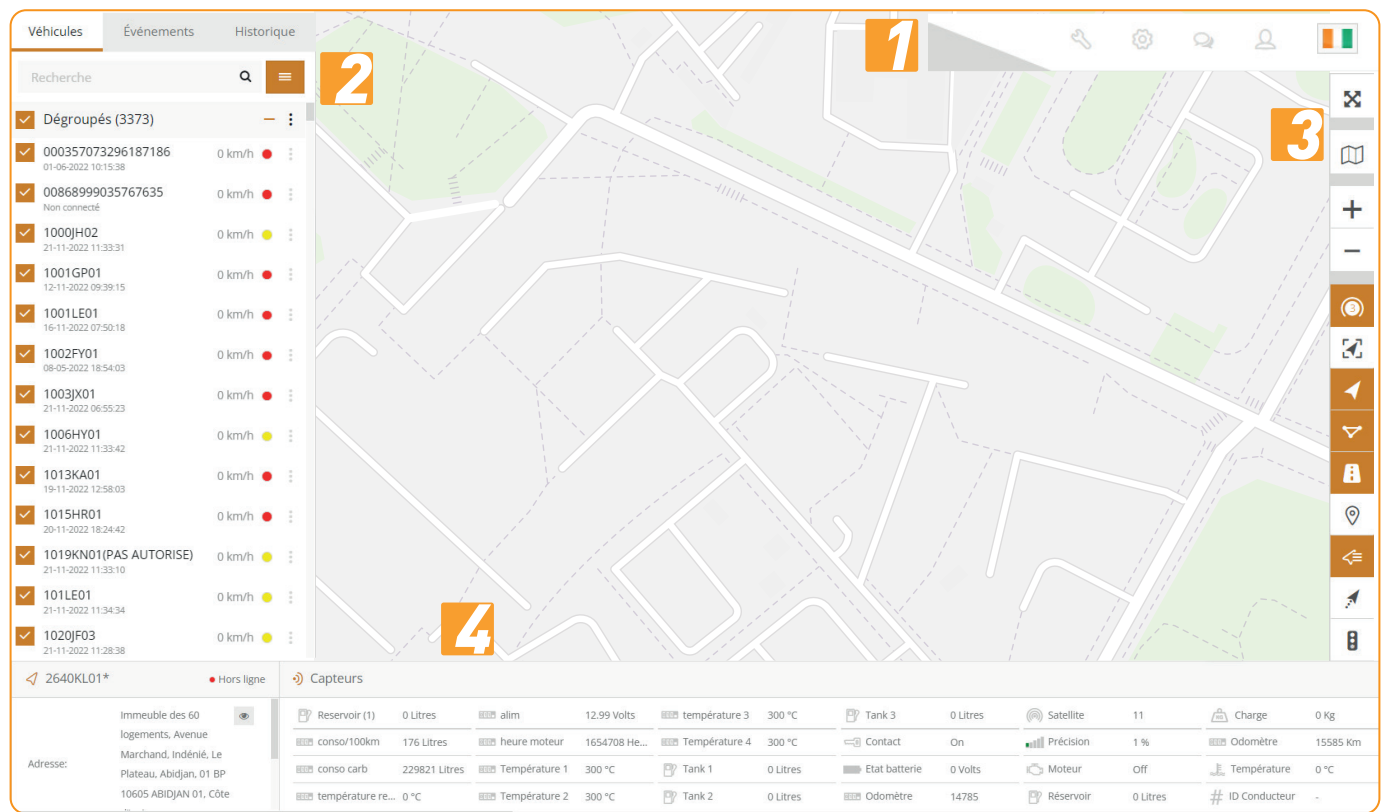 Véhicules Événements Historique
1
Recherche
2
3
Dégroupés (3373)
000357073296187186 0 km/h
01-06-2022 10:15:38
00868999035767635 0 km/h
Non connecté
1000JH02 0 km/h
21-11-2022 11:33:31
1001GP01 0 km/h
12-11-2022 09:39:15
1001LE01 0 km/h
16-11-2022 07:50:18
3
1002FY01 0 km/h
08-05-2022 18:54:03
1003JX01 0 km/h
21-11-2022 06:55:23
1006HY01 0 km/h
21-11-2022 11:33:42
1013KA01 0 km/h
19-11-2022 12:58:03
1015HR01 0 km/h
20-11-2022 18:24:42
1019KN01(PAS AUTORISE) 0 km/h
21-11-2022 11:33:10
101LE01 0 km/h
21-11-2022 11:34:34
1020JF03 0 km/h
21-11-2022 11:28:38
4
2640KL01* Hors ligne
Adresse:
Immeuble des 60
logements, Avenue
Marchand, Indénié, Le
Plateau, Abidjan, 01 BP
10605 ABIDJAN 01, Côte
Capteurs
Reservoir (1) 0 Litres alim 12.99 Volts température 3 300 °C Tank 3 0 Litres Satellite 11 Charge 0 Kg
conso/100km 176 Litres heure moteur 1654708 He... Température 4 300 °C Contact On Précision 1 % Odomètre 15585 Km
conso carb 229821 Litres Température 1 300 °C Tank 1 0 Litres Etat batterie 0 Volts Moteur Off Température 0 °C
température re... 0 °C Température 2 300 °C Tank 2 0 Litres Odomètre 14785 Réservoir 0 Litres ID Conducteur -